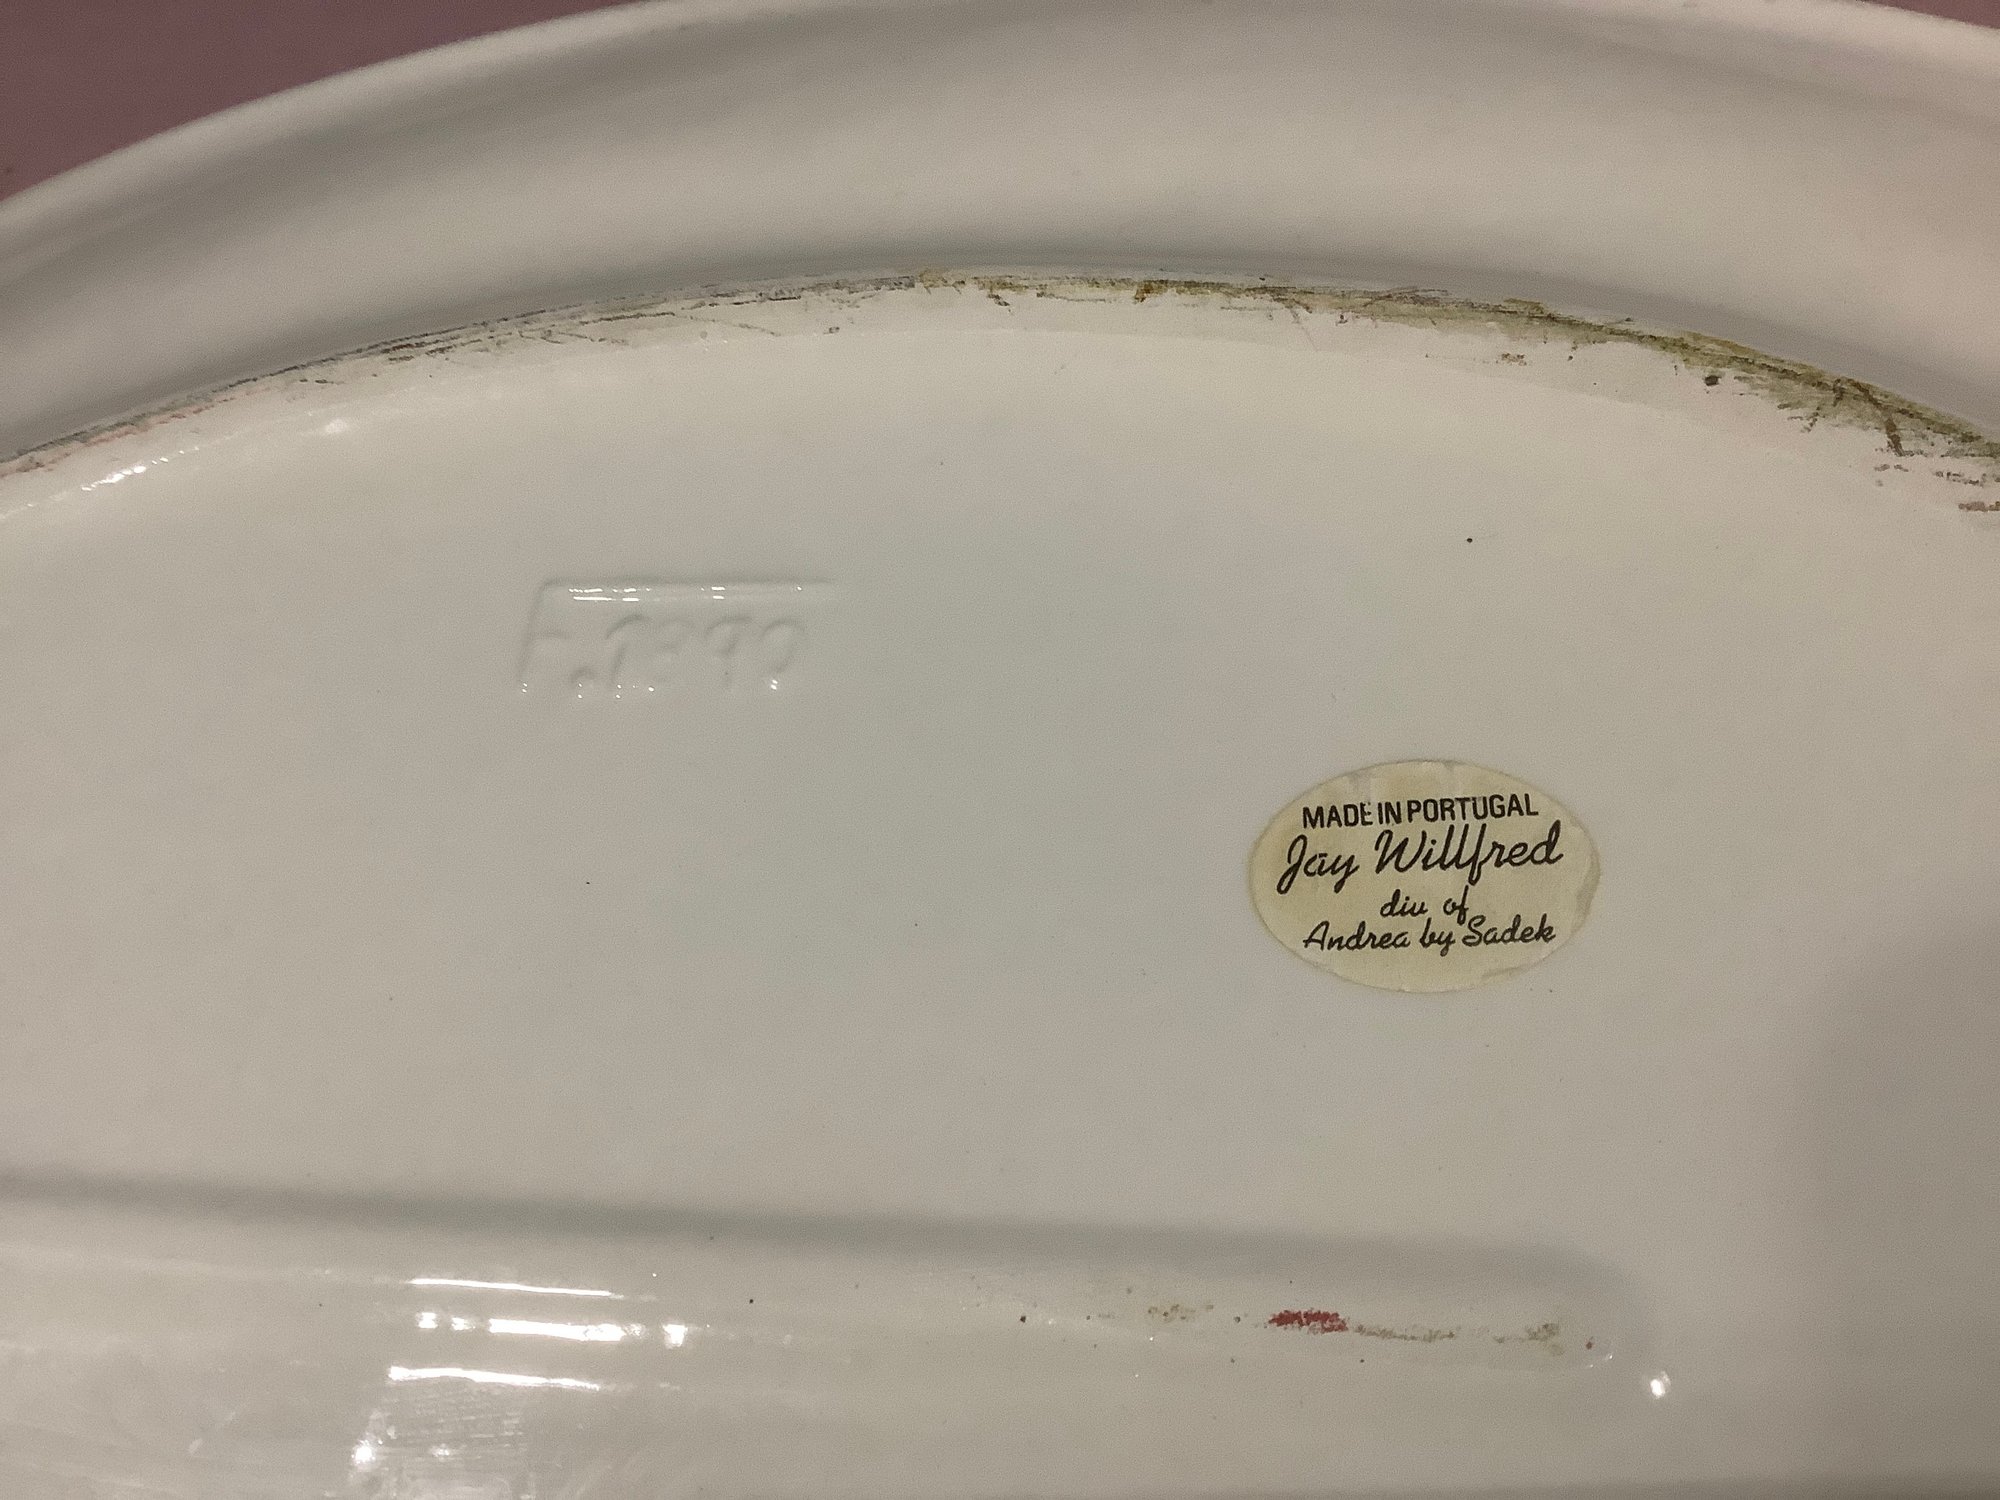 MADE IN PORTUGAL
Jay Willfred
div of
Andrea by Sadek